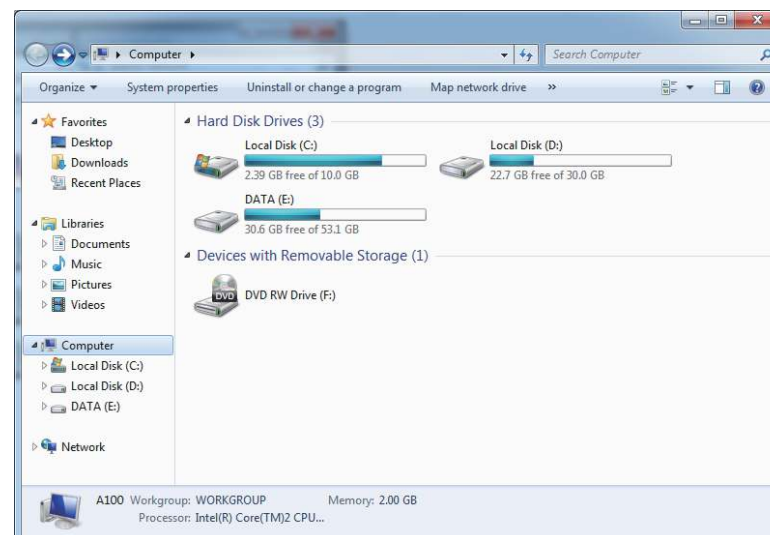 Computer
Search Computer
Organize System properties Uninstall or change a program Map network drive »
Favorites
Desktop
Downloads
Recent Places
Libraries
Documents
Music
Pictures
Videos
Computer
Local Disk (C:)
Local Disk (D:)
DATA (E:)
Network
Hard Disk Drives (3)
Local Disk (C:)
2.39 GB free of 10.0 GB
Local Disk (D:)
22.7 GB free of 30.0 GB
DATA (E:)
30.6 GB free of 53.1 GB
Devices with Removable Storage (1)
DVD
DVD RW Drive (F:)
A100 Workgroup: WORKGROUP Memory: 2.00 GB
Processor: Intel(R) Core(TM)2 CPU...